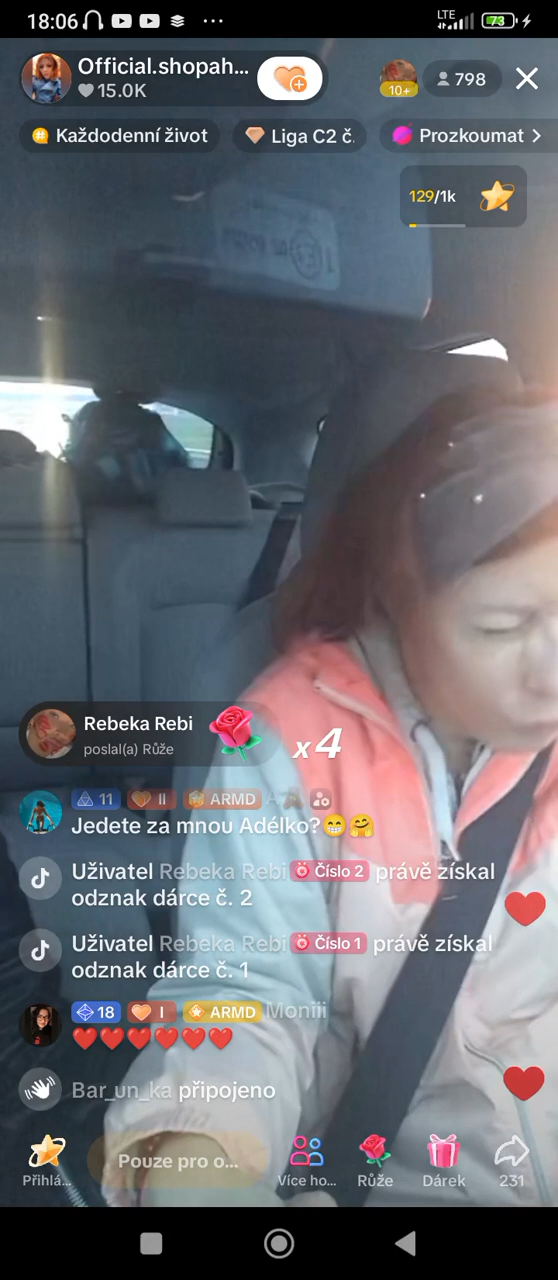 18:06
LTE
73
Official.shopah...
15.0K
10+
798
Každodenní život
Liga C2 č.
Prozkoumat
129/1k
Rebeka Rebi
poslal(a) Růže
x4
11
II
ARMD
Jedete za mnou Adélko?😁🤗
Uživatel Rebeka Rebi Číslo 2 právě získal
odznak dárce č. 2
Uživatel Rebeka Rebi Číslo 1 právě získal
odznak dárce č. 1
18
I
ARMD
Moniii
❤️❤️❤️❤️❤️❤️
Bar_un_ka připojeno
Přihlá...
Pouze pro o...
Více ho...
Růže
Dárek
231